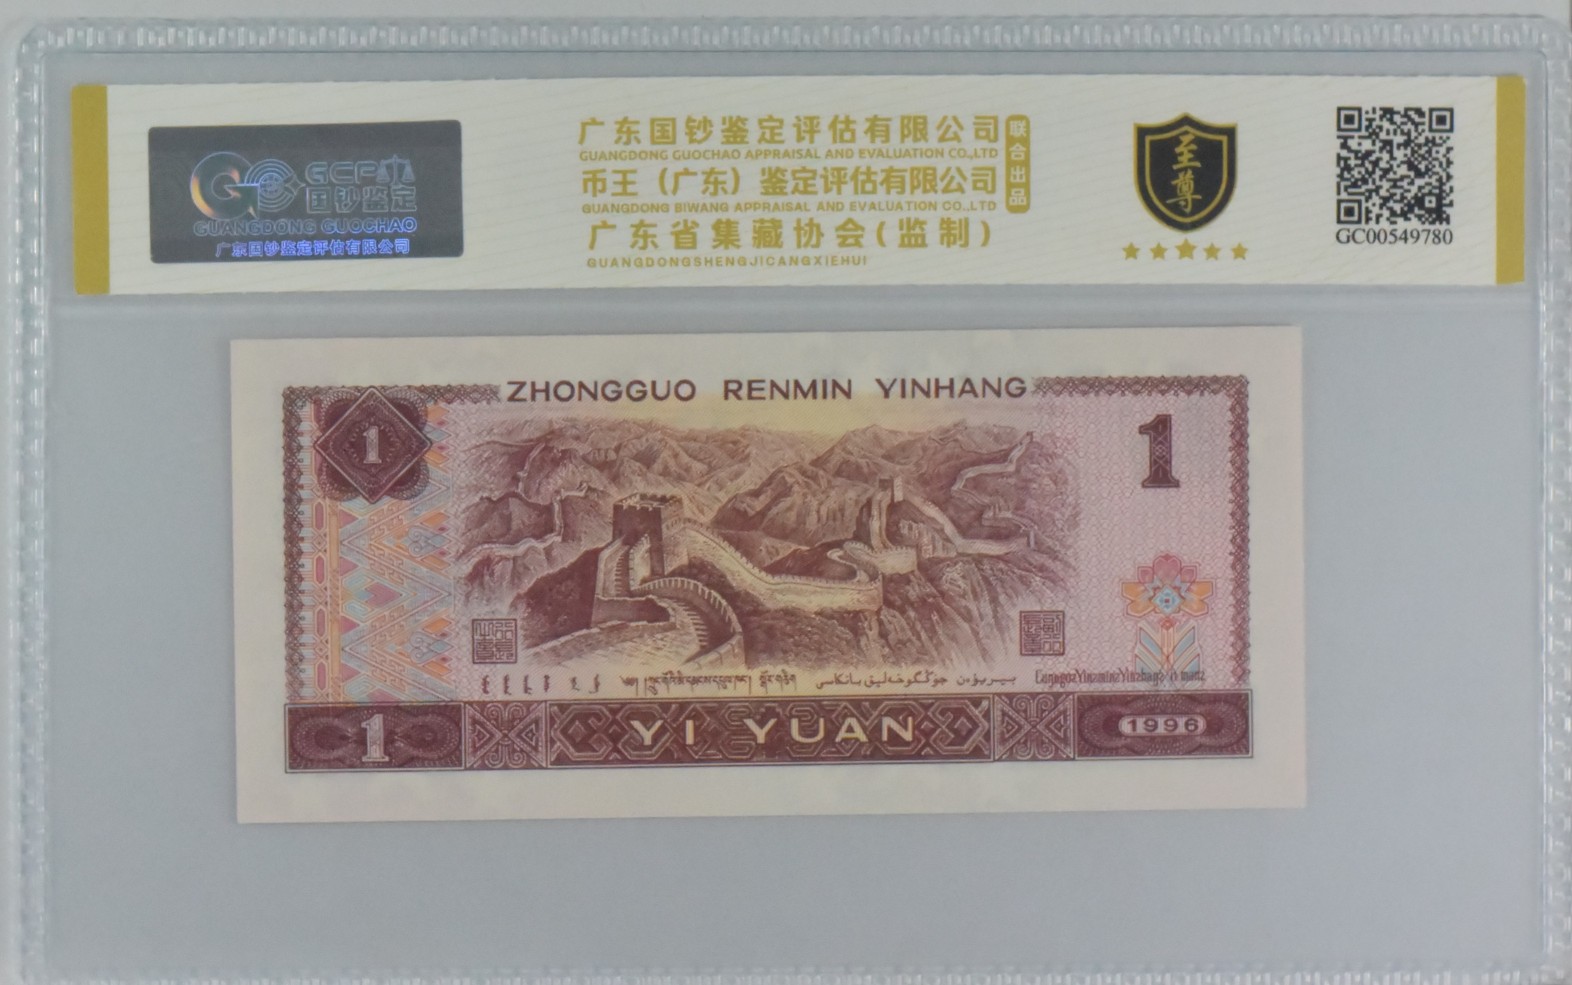 GCP
国钞鉴定
GUANGDONG GUOCHAO
广东国钞鉴定评估有限公司
广东国钞鉴定评估有限公司
GUANGDONG GUOCHAO APPRAISAL AND EVALUATION CO.,LTD
币王（广东）鉴定评估有限公司
GUANGDONG BIWANG APPRAISAL AND EVALUATION CO.,LTD
广东省集藏协会(监制)
GUANGDONGSHENGJICANGXIEHUI
联合出品
至尊
GC00549780
ZHONGGUO RENMIN YINHANG
1
1
1
YI YUAN
1996